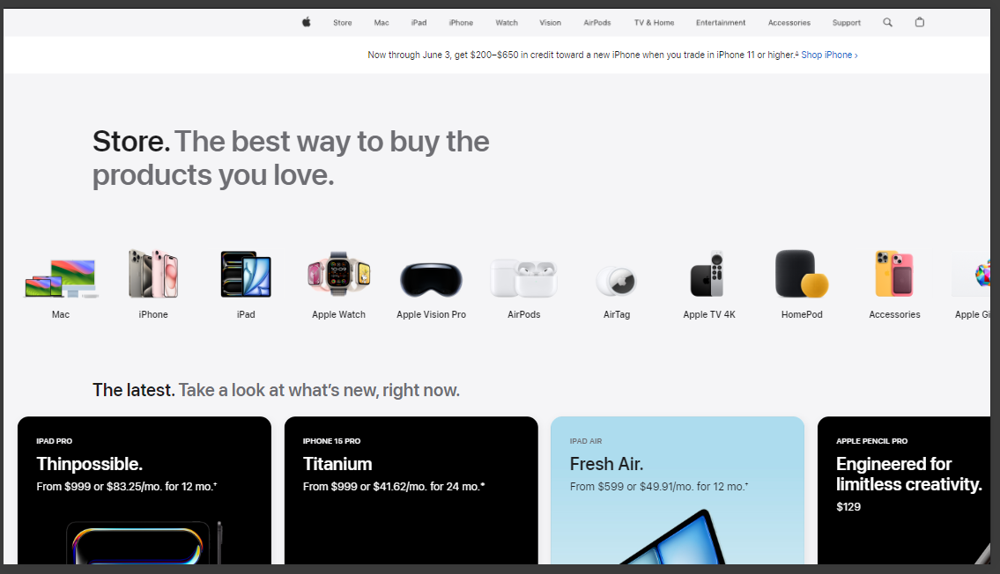 Store Mac iPad iPhone Watch Vision AirPods TV & Home Entertainment Accessories Support
Now through June 3, get $200–$650 in credit toward a new iPhone when you trade in iPhone 11 or higher.∆ Shop iPhone >
Store. The best way to buy the
products you love.
Mac iPhone iPad Apple Watch Apple Vision Pro AirPods AirTag Apple TV 4K HomePod Accessories Apple Gi
The latest. Take a look at what's new, right now.
IPAD PRO
Thinpossible.
From $999 or $83.25/mo. for 12 mo.†
IPHONE 15 PRO
Titanium
From $999 or $41.62/mo. for 24 mo.*
IPAD AIR
Fresh Air.
From $599 or $49.91/mo. for 12 mo.†
APPLE PENCIL PRO
Engineered for
limitless creativity.
$129